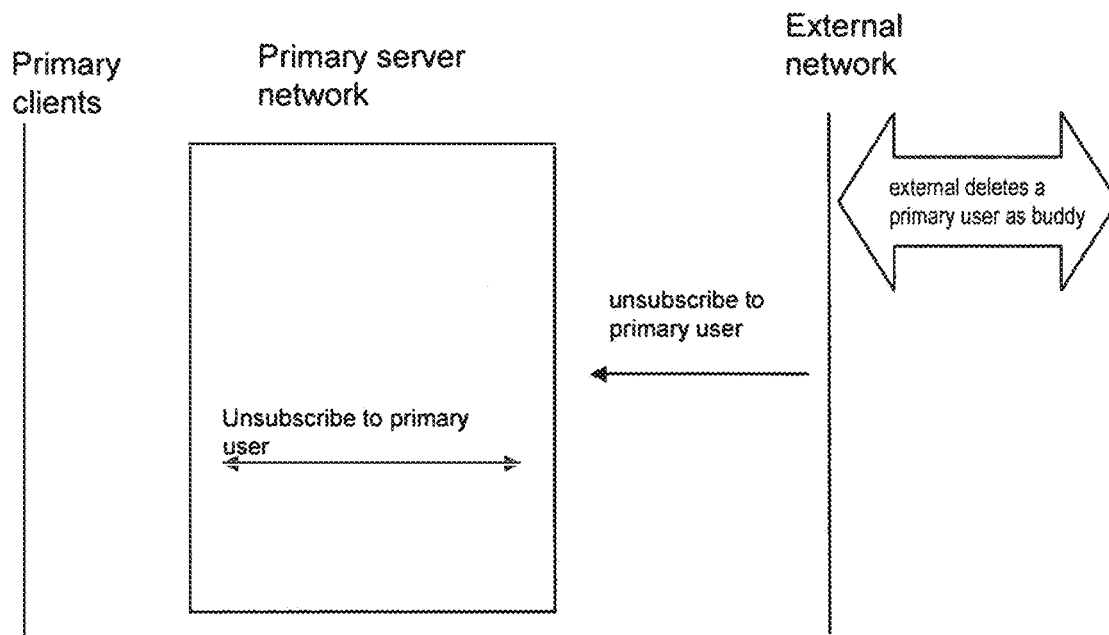 Primary
clients
Primary server
network
External
network
external deletes a
primary user as buddy
unsubscribe to
primary user
Unsubscribe to primary
user